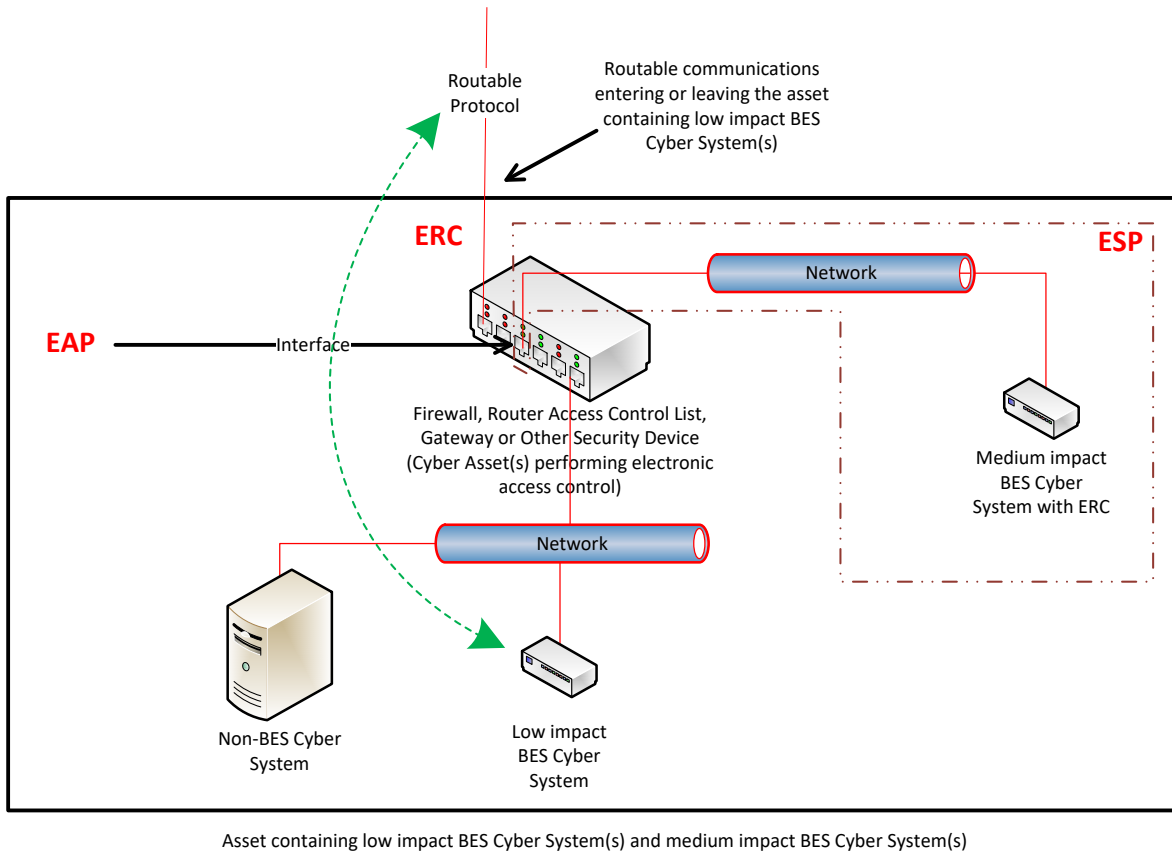 Routable
Protocol
Routable communications
entering or leaving the asset
containing low impact BES
Cyber System(s)
ERC
ESP
Network
EAP
Interface
Firewall, Router Access Control List,
Gateway or Other Security Device
(Cyber Asset(s) performing electronic
access control)
Medium impact
BES Cyber
System with ERC
Network
Non-BES Cyber
System
Low impact
BES Cyber
System
Asset containing low impact BES Cyber System(s) and medium impact BES Cyber System(s)